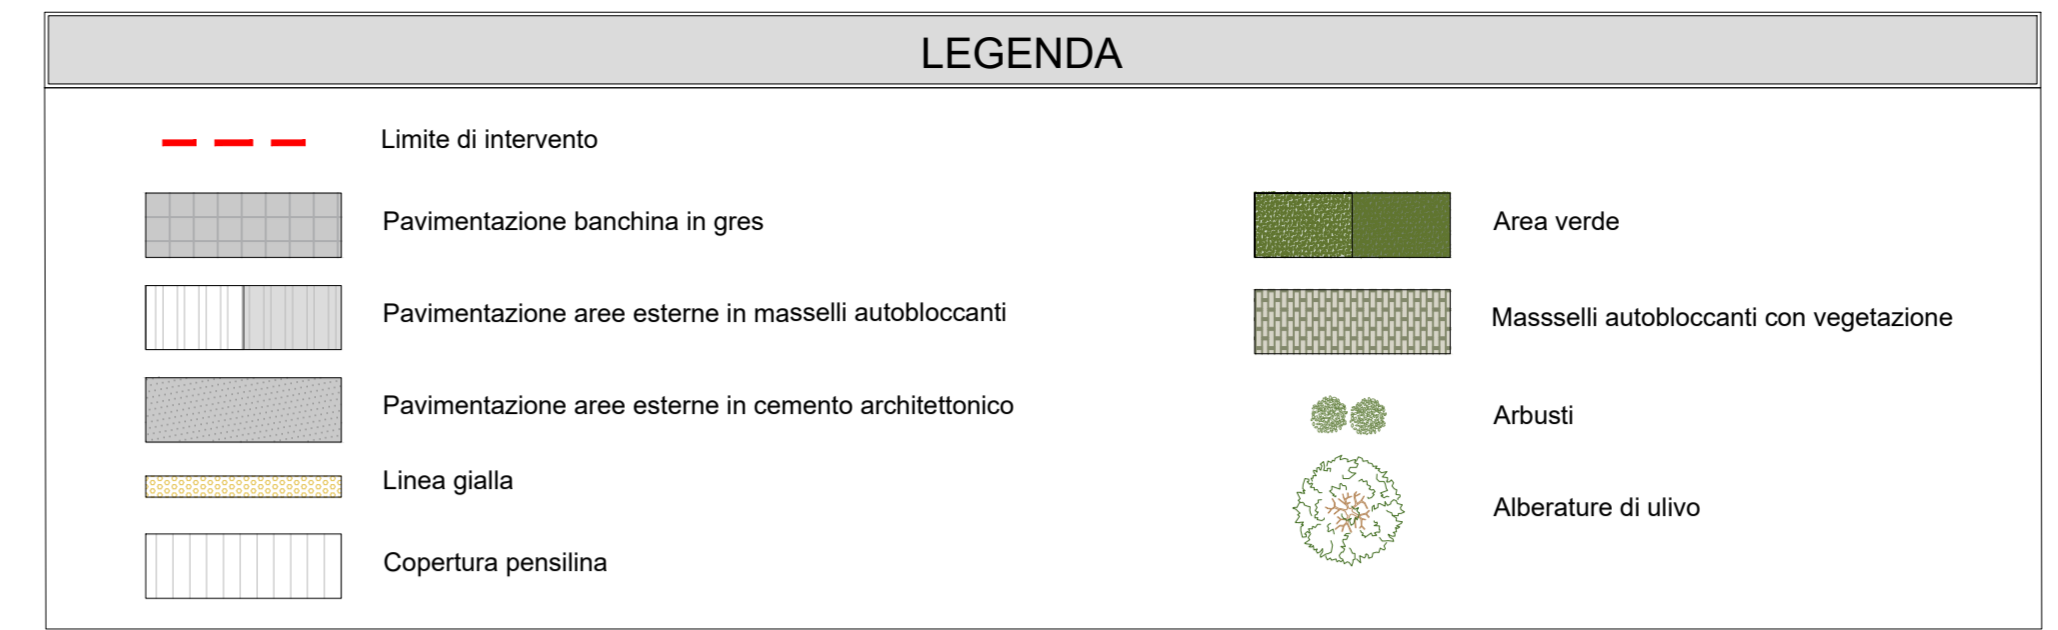 LEGENDA
Limite di intervento
Pavimentazione banchina in gres
Pavimentazione aree esterne in masselli autobloccanti
Pavimentazione aree esterne in cemento architettonico
Linea gialla
Copertura pensilina
Area verde
Massselli autobloccanti con vegetazione
Arbusti
Alberature di ulivo